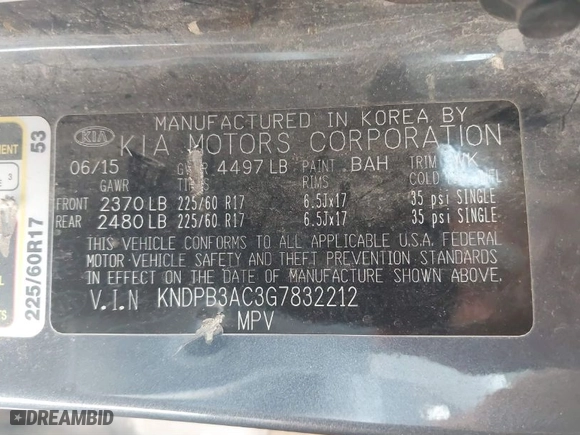 MANUFACTURED IN KOREA BY
KIA KIA MOTORS CORPORATION
06/15 GVWR 4497 LB PAINT BAH TRIM
GAWR TIRES RIMS COLD
FRONT 2370 LB 225/60 R17 6.5Jx17 35 psi SINGLE
REAR 2480 LB 225/60 R17 6.5Jx17 35 psi SINGLE
THIS VEHICLE CONFORMS TO ALL APPLICABLE U.S.A. FEDERAL
MOTOR VEHICLE SAFETY AND THEFT PREVENTION STANDARDS
IN EFFECT ON THE DATE OF MANUFACTURE SHOWN ABOVE.
V.I.N KNDPB3AC3G7832212
MPV
53
3
225/60R17
DREAMBID